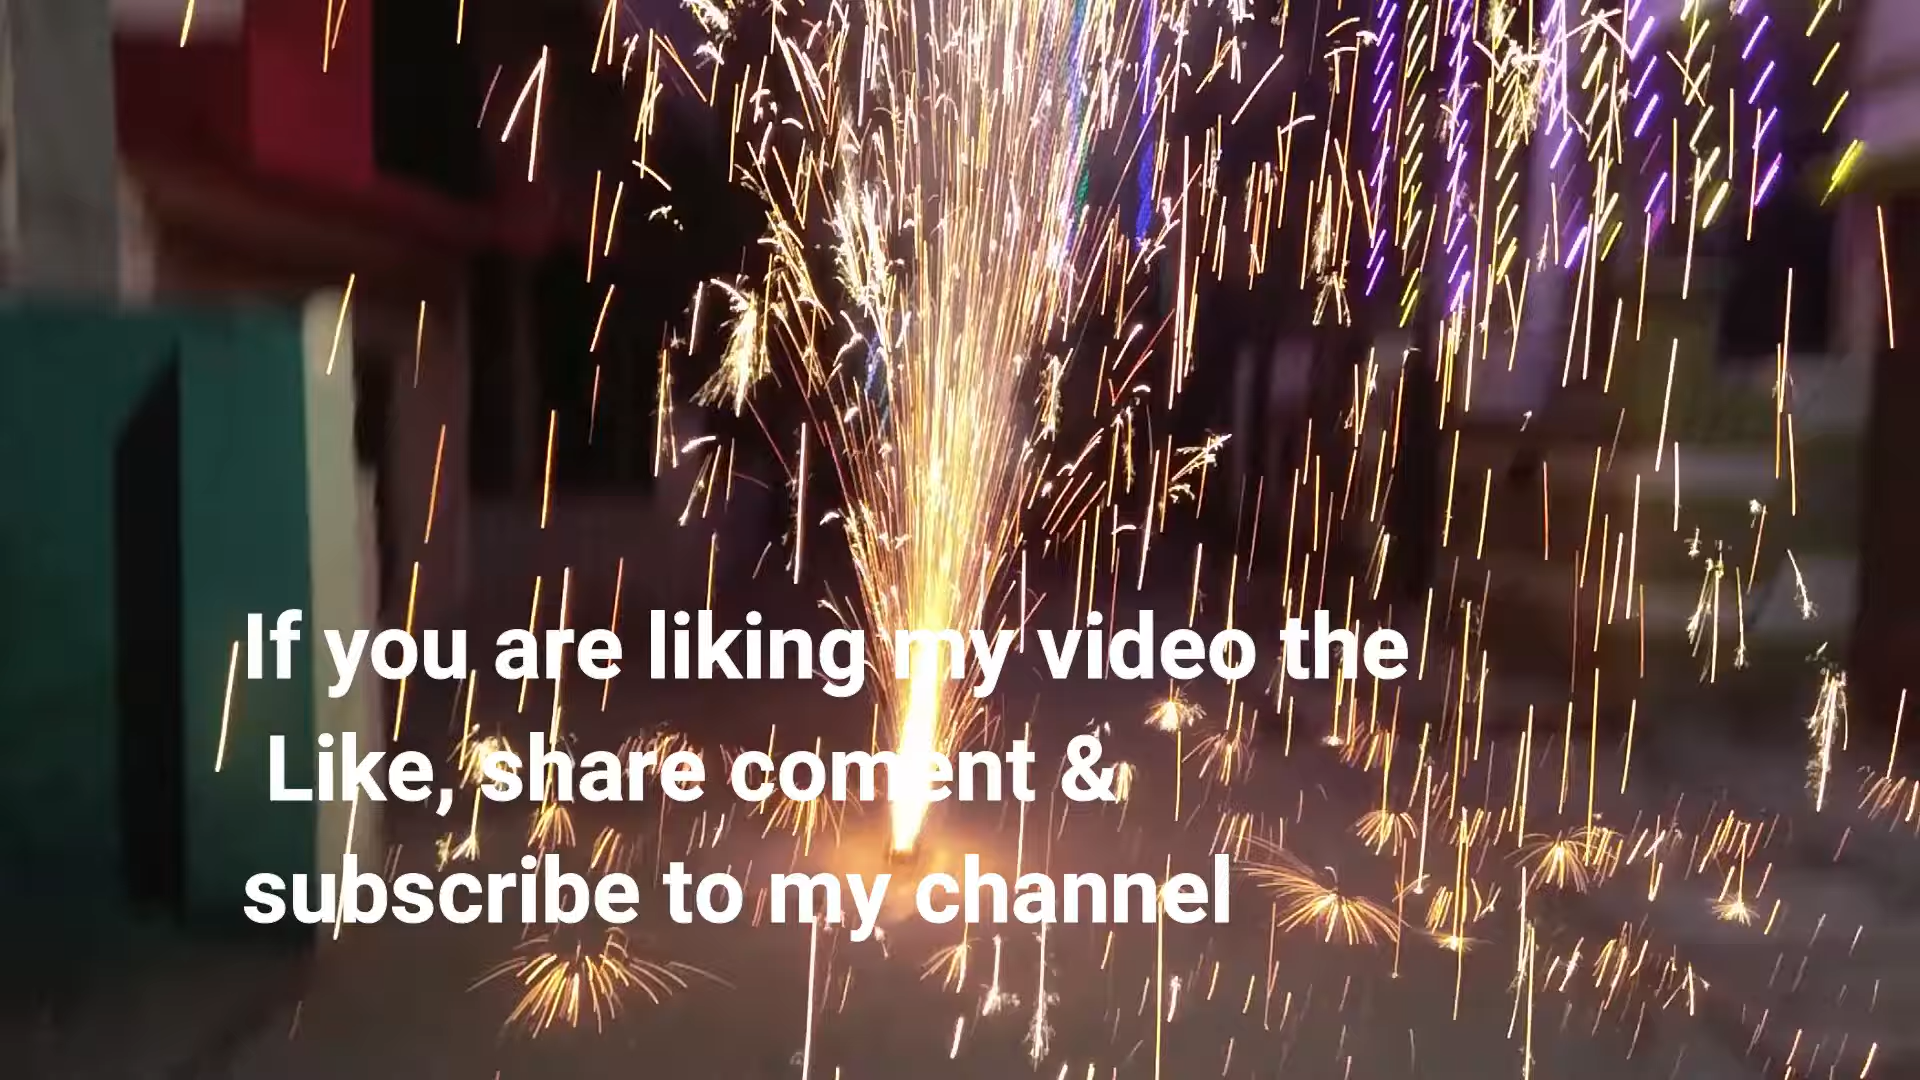 If you are liking my video the
Like, share coment &
subscribe to my channel